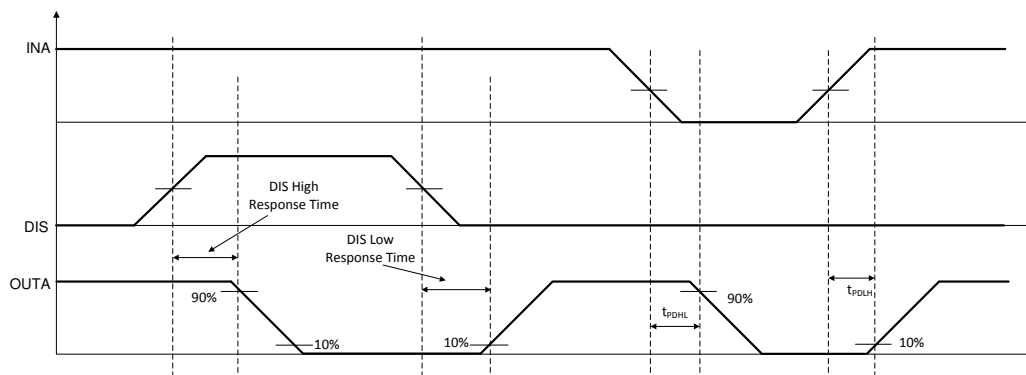 INA
DIS High
Response Time
DIS
DIS Low
Response Time
OUTA
90%
10%
10%
tPDHL
90%
tPDLH
10%